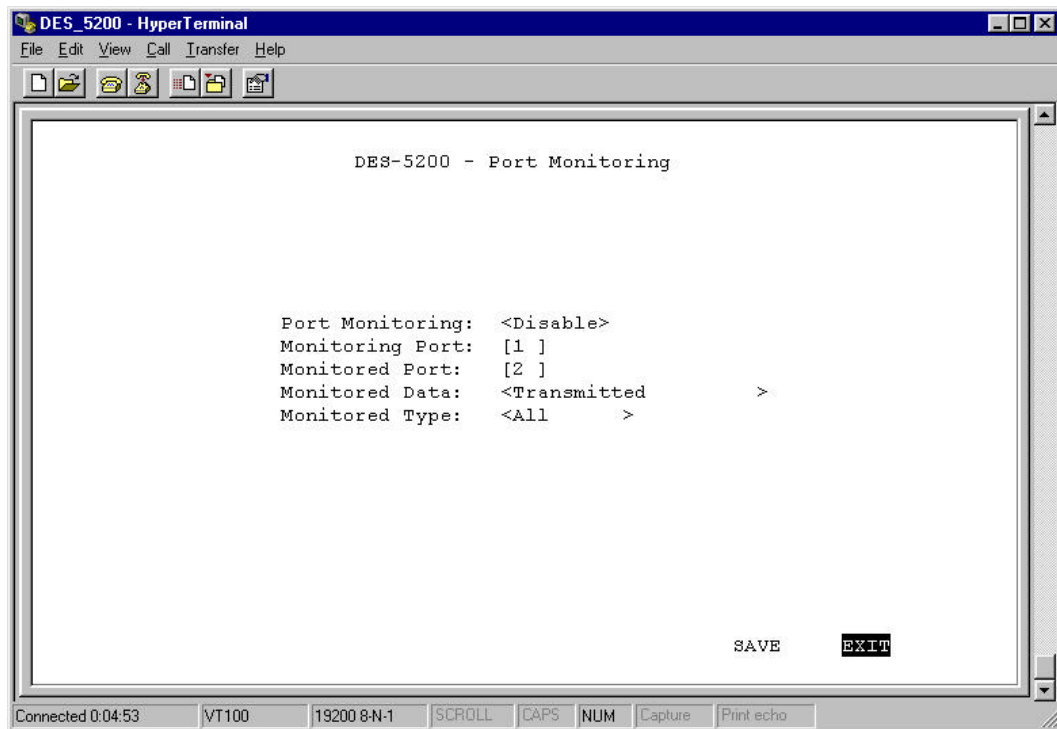 DES_5200 - HyperTerminal
File Edit View Call Transfer Help
DES-5200 - Port Monitoring
Port Monitoring: <Disable>
Monitoring Port: [1 ]
Monitored Port: [2 ]
Monitored Data: <Transmitted >
Monitored Type: <All >
SAVE EXIT
Connected 0:04:53 VT100 19200 8-N-1 SCROLL CAPS NUM Capture Print echo